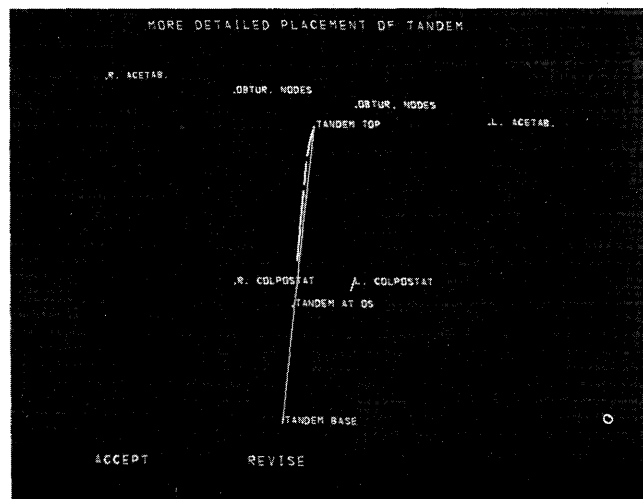 MORE DETAILED PLACEMENT OF TANDEM
.R. ACETAB.
.OBTUR. NODES
.OBTUR. NODES
.TANDEM TOP
.L. ACETAB.
.R. COLPOSTAT
L. COLPOSTAT
.TANDEM AT OS
.TANDEM BASE
ACCEPT REVISE